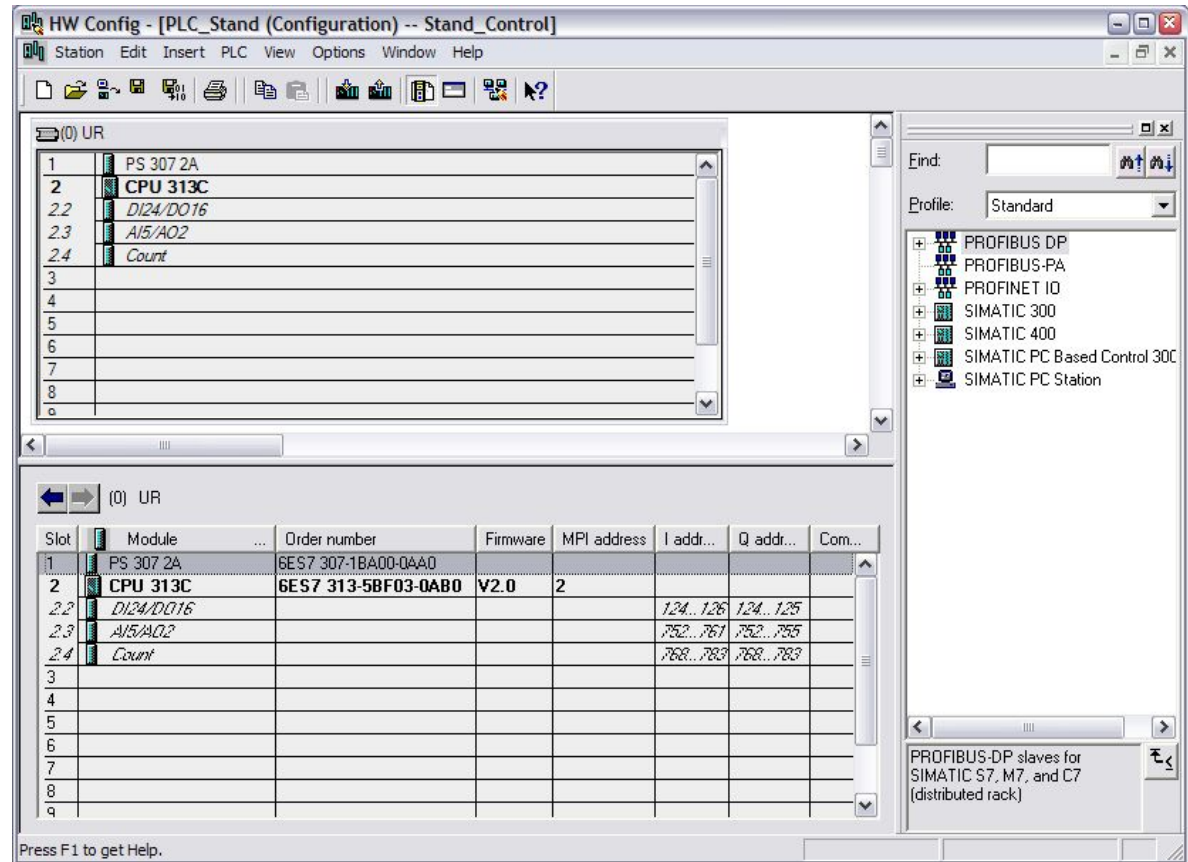 HW Config - [PLC_Stand (Configuration) -- Stand_Control]
Station Edit Insert PLC View Options Window Help
(0) UR
1 PS 307 2A
2 CPU 313C
2.2 DI24/DO16
2.3 AI5/AO2
2.4 Count
3
4
5
6
7
8
9
Find:
Profile: Standard
PROFIBUS DP
PROFIBUS-PA
PROFINET IO
SIMATIC 300
SIMATIC 400
SIMATIC PC Based Control 300
SIMATIC PC Station
(0) UR
Slot Module ... Order number Firmware MPI address I addr... Q addr... Com...
1 PS 307 2A 6ES7 307-1BA00-0AA0
2 CPU 313C 6ES7 313-5BF03-0AB0 V2.0 2
2.2 DI24/DO16 124...126 124...125
2.3 AI5/AO2 752...761 752...755
2.4 Count 768...783 768...783
3
4
5
6
7
8
9
PROFIBUS-DP slaves for
SIMATIC S7, M7, and C7
(distributed rack)
Press F1 to get Help.